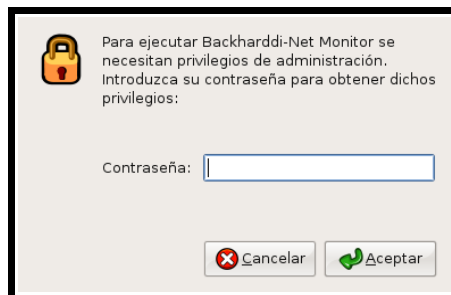 Para ejecutar Backharddi-Net Monitor se
necesitan privilegios de administración.
Introduzca su contraseña para obtener dichos
privilegios:
Contraseña:
Cancelar
Aceptar